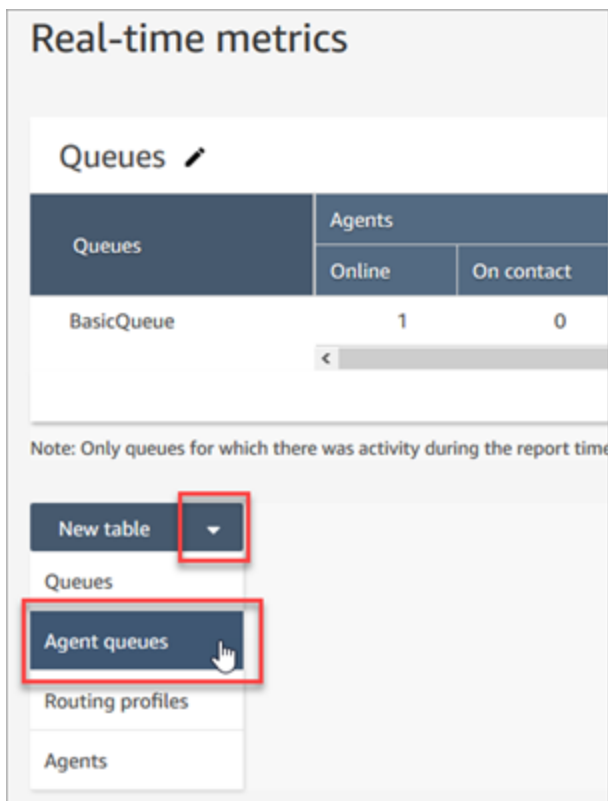 Real-time metrics
Queues
Queues
Agents
Online
On contact
BasicQueue
1
0
Note: Only queues for which there was activity during the report time
New table
Queues
Agent queues
Routing profiles
Agents